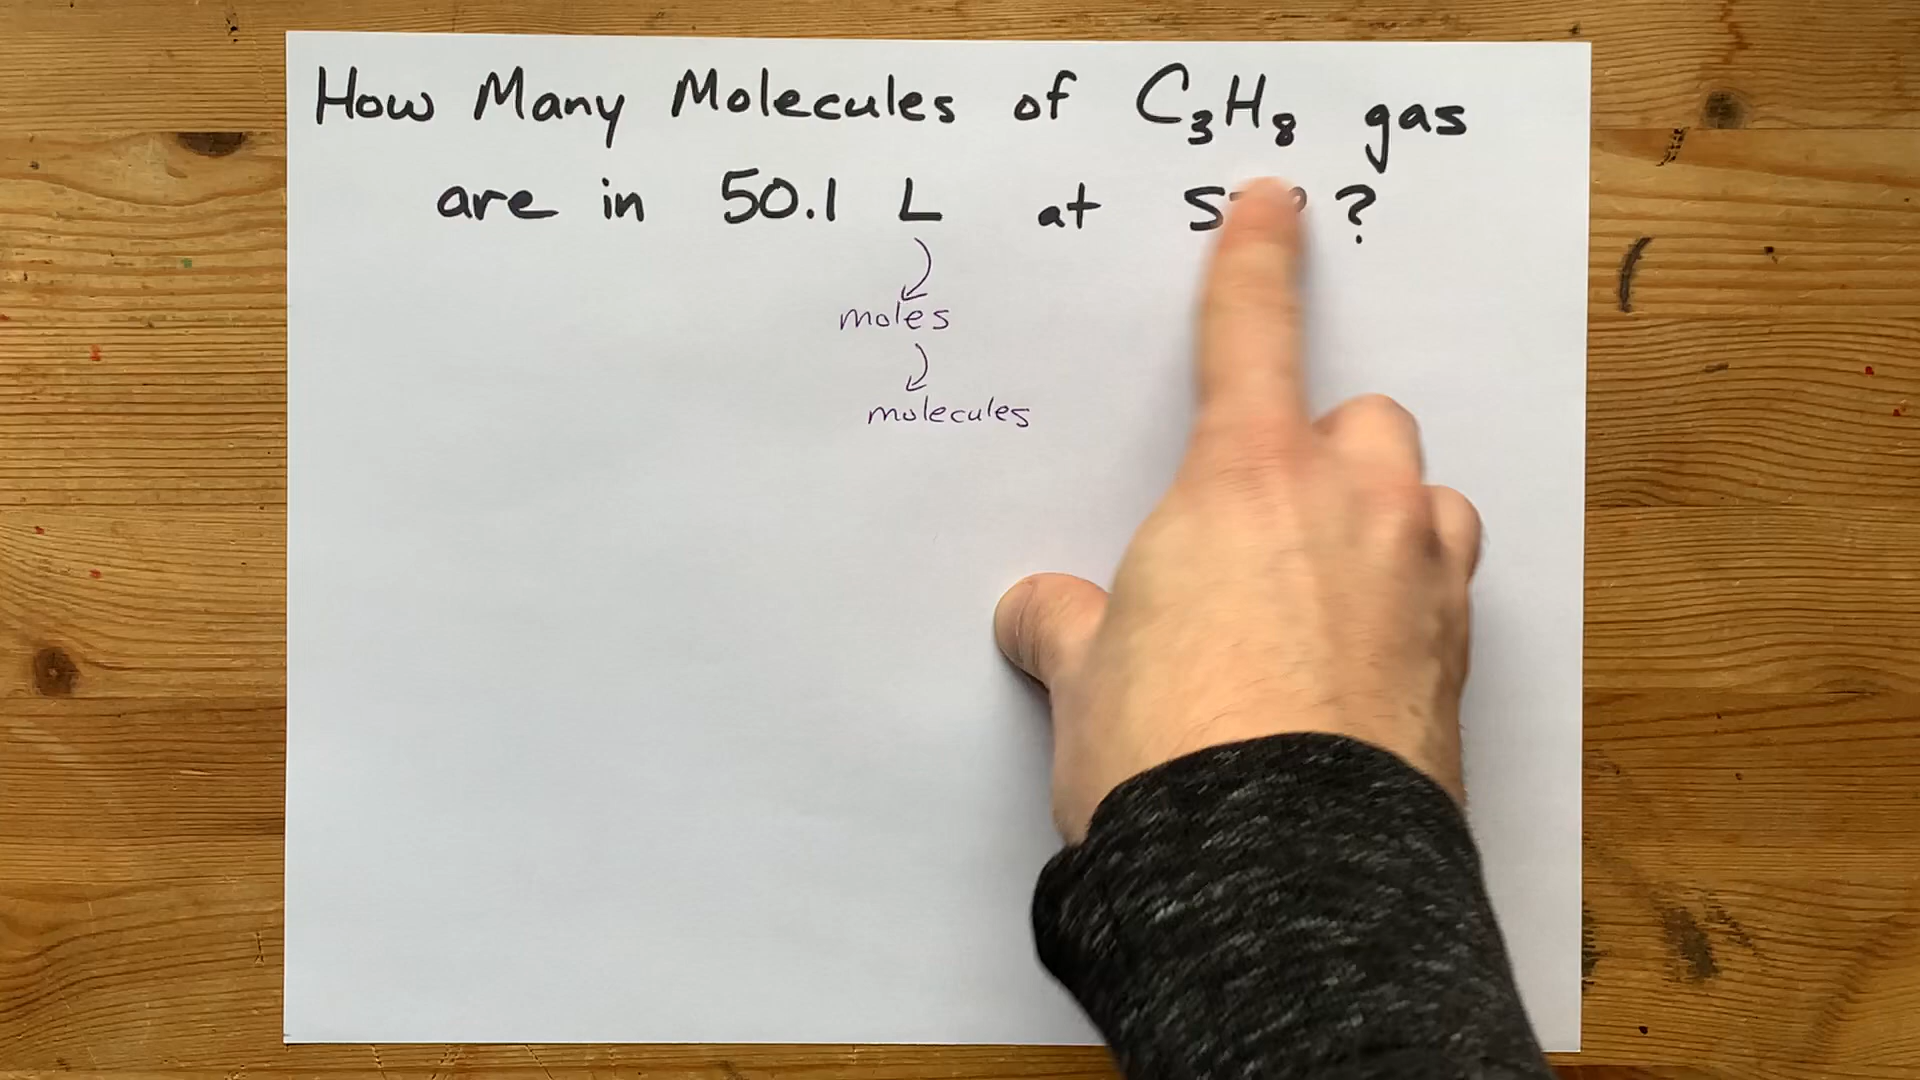 How Many Molecules of C₃H₈ gas
are in 50.1 L at ?
moles
molecules